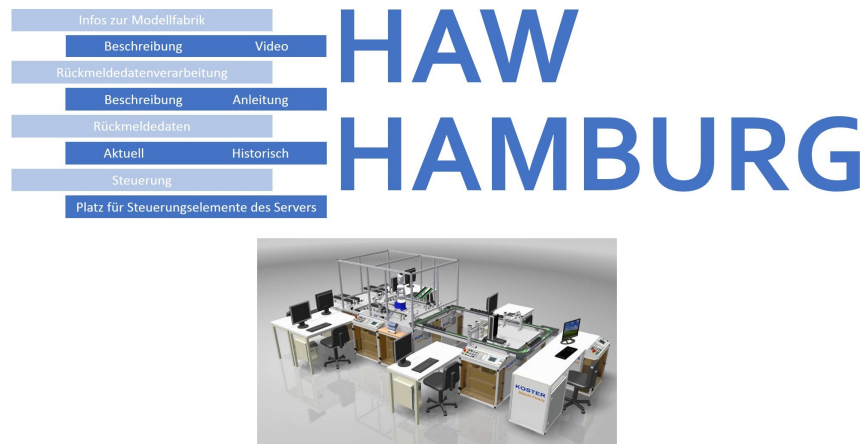 Infos zur Modellfabrik
Beschreibung Video
Rückmeldedatenverarbeitung
Beschreibung Anleitung
Rückmeldedaten
Aktuell Historisch
Steuerung
Platz für Steuerungselemente des Servers
HAW
HAMBURG
KÖSTER